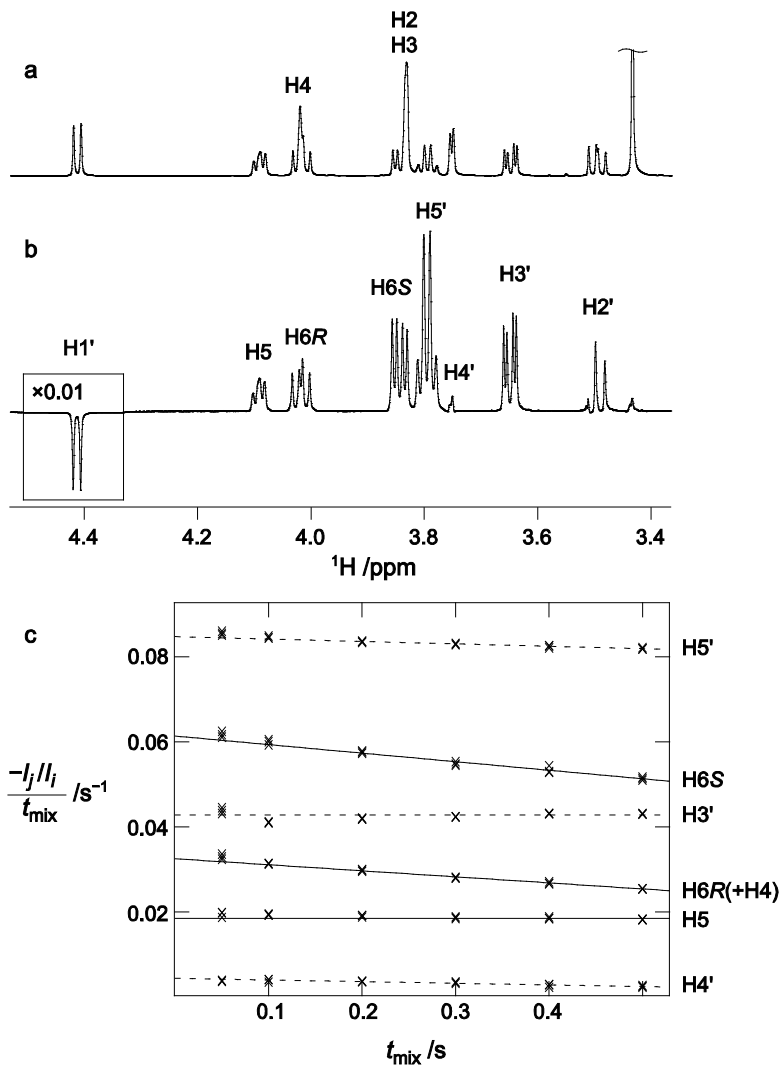 a
H4
H2
H3
b
H1'
×0.01
H5
H6R
H6S
H5'
H4'
H3'
H2'
4.4
4.2
4.0
3.8
3.6
3.4
¹H /ppm
c
0.08
0.06
0.04
0.02
−Iⱼ/Iᵢ
tmix
/s⁻¹
H5'
H6S
H3'
H6R(+H4)
H5
H4'
0.1
0.2
0.3
0.4
tmix /s